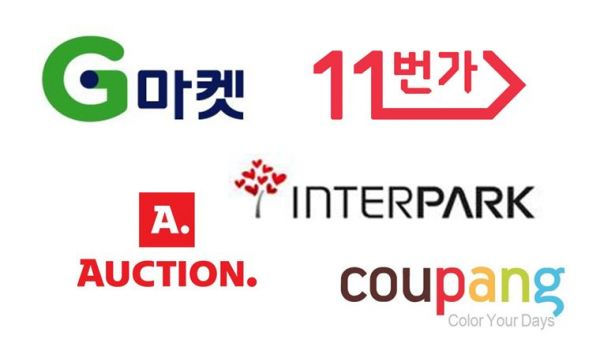 G마켓
11번가
INTERPARK
A.
AUCTION.
coupang
Color Your Days